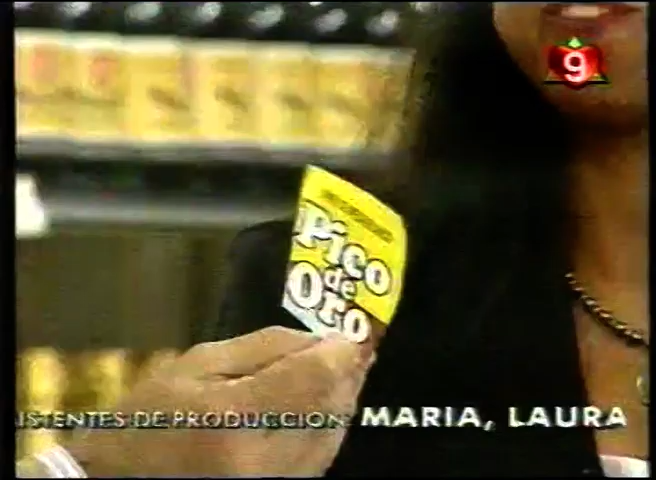 9
Pico
de
Oro
ISTENTES DE PRODUCCION MARIA, LAURA